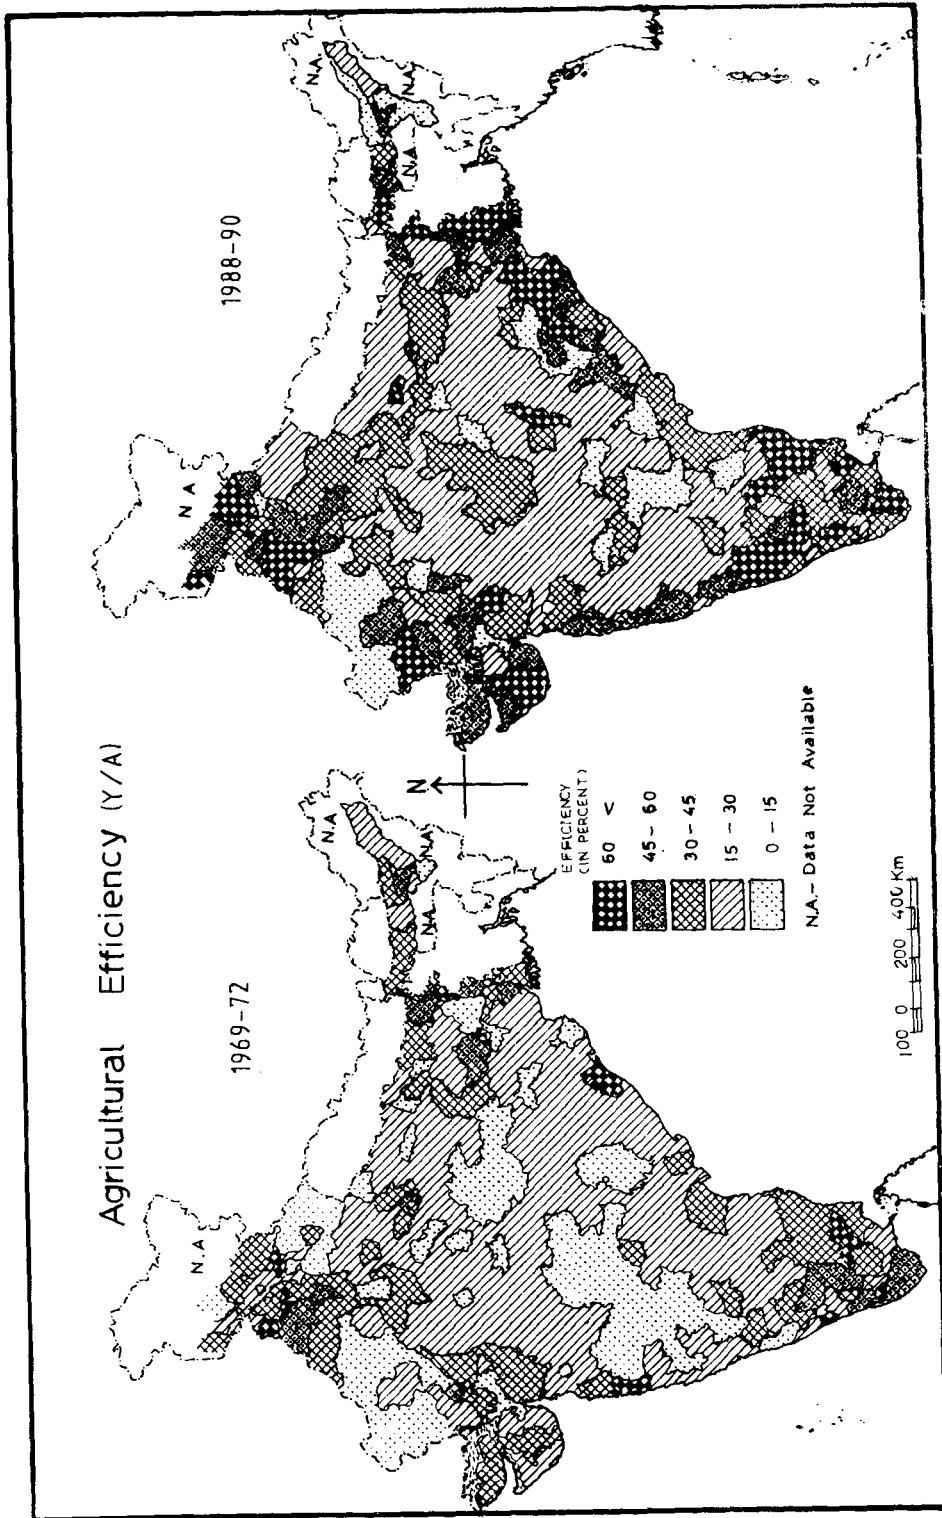 Agricultural Efficiency (Y/A)
1969-72
1988-90
N.A.
N.A
N.A.
N.A.
N A
N.A.
N.A.
N.A
N
EFFICIENCY
(IN PERCENT)
60 <
45 - 60
30 - 45
15 - 30
0 - 15
N.A.- Data Not Available
100 0 200 400 Km